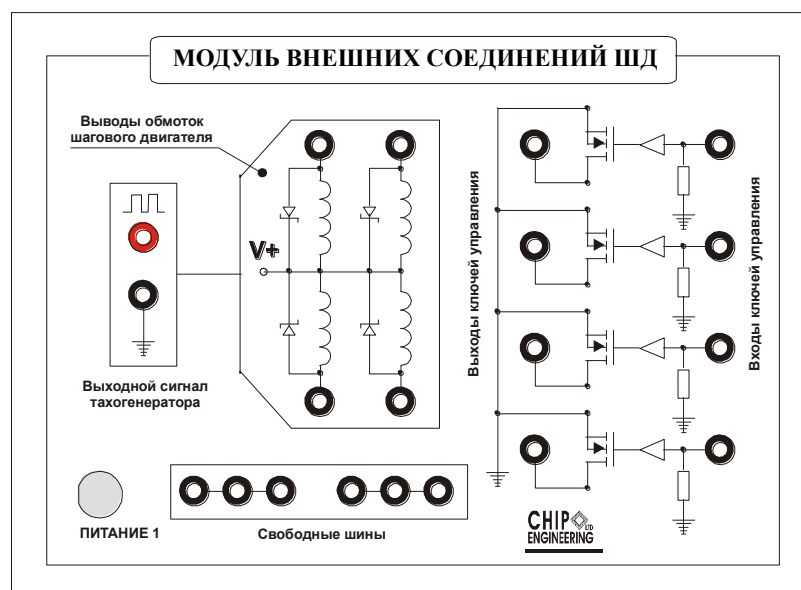 МОДУЛЬ ВНЕШНИХ СОЕДИНЕНИЙ ШД
Выводы обмоток
шагового двигателя
V+
Выходной сигнал
тахогенератора
Выходы ключей управления
Входы ключей управления
ПИТАНИЕ 1
Свободные шины
CHIP LTD
ENGINEERING